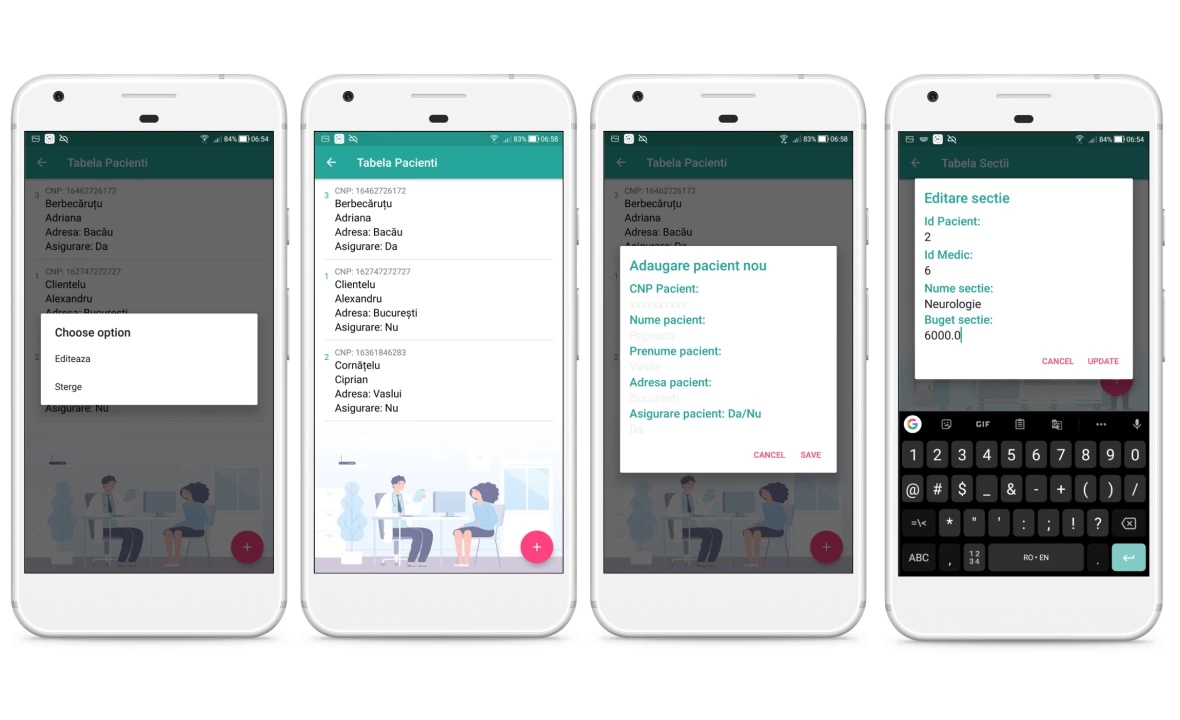 84% 06:54
Tabela Pacienti
3 CNP: 16462726172
Berbecăruțu
Adriana
Adresa: Bacău
Asigurare: Da
1 CNP: 162747272727
Clientelu
Alexandru
Adresa: București
Choose option
2
Editeaza
Sterge
Asigurare: Nu
+
83% 06:58
Tabela Pacienti
3 CNP: 16462726172
Berbecăruțu
Adriana
Adresa: Bacău
Asigurare: Da
1 CNP: 162747272727
Clientelu
Alexandru
Adresa: București
Asigurare: Nu
2 CNP: 16361846283
Cornățelu
Ciprian
Adresa: Vaslui
Asigurare: Nu
+
83% 06:58
Tabela Pacienti
3 CNP: 16462726172
Berbecăruțu
Adriana
Adresa: Bacău
Asigurare: Da
1
Adaugare pacient nou
CNP Pacient:
Nume pacient:
Popescu
Prenume pacient:
Vasile
Adresa pacient:
Bucuresti
Asigurare pacient: Da/Nu
Da
CANCEL SAVE
+
84% 06:54
Tabela Sectii
Editare sectie
Id Pacient:
2
Id Medic:
6
Nume sectie:
Neurologie
Buget sectie:
6000.0
CANCEL UPDATE
G GIF
1 2 3 4 5 6 7 8 9 0
@ # $ _ & - + ( ) /
=\< * " ' : ; ! ?
ABC , 12 34 RO • EN .